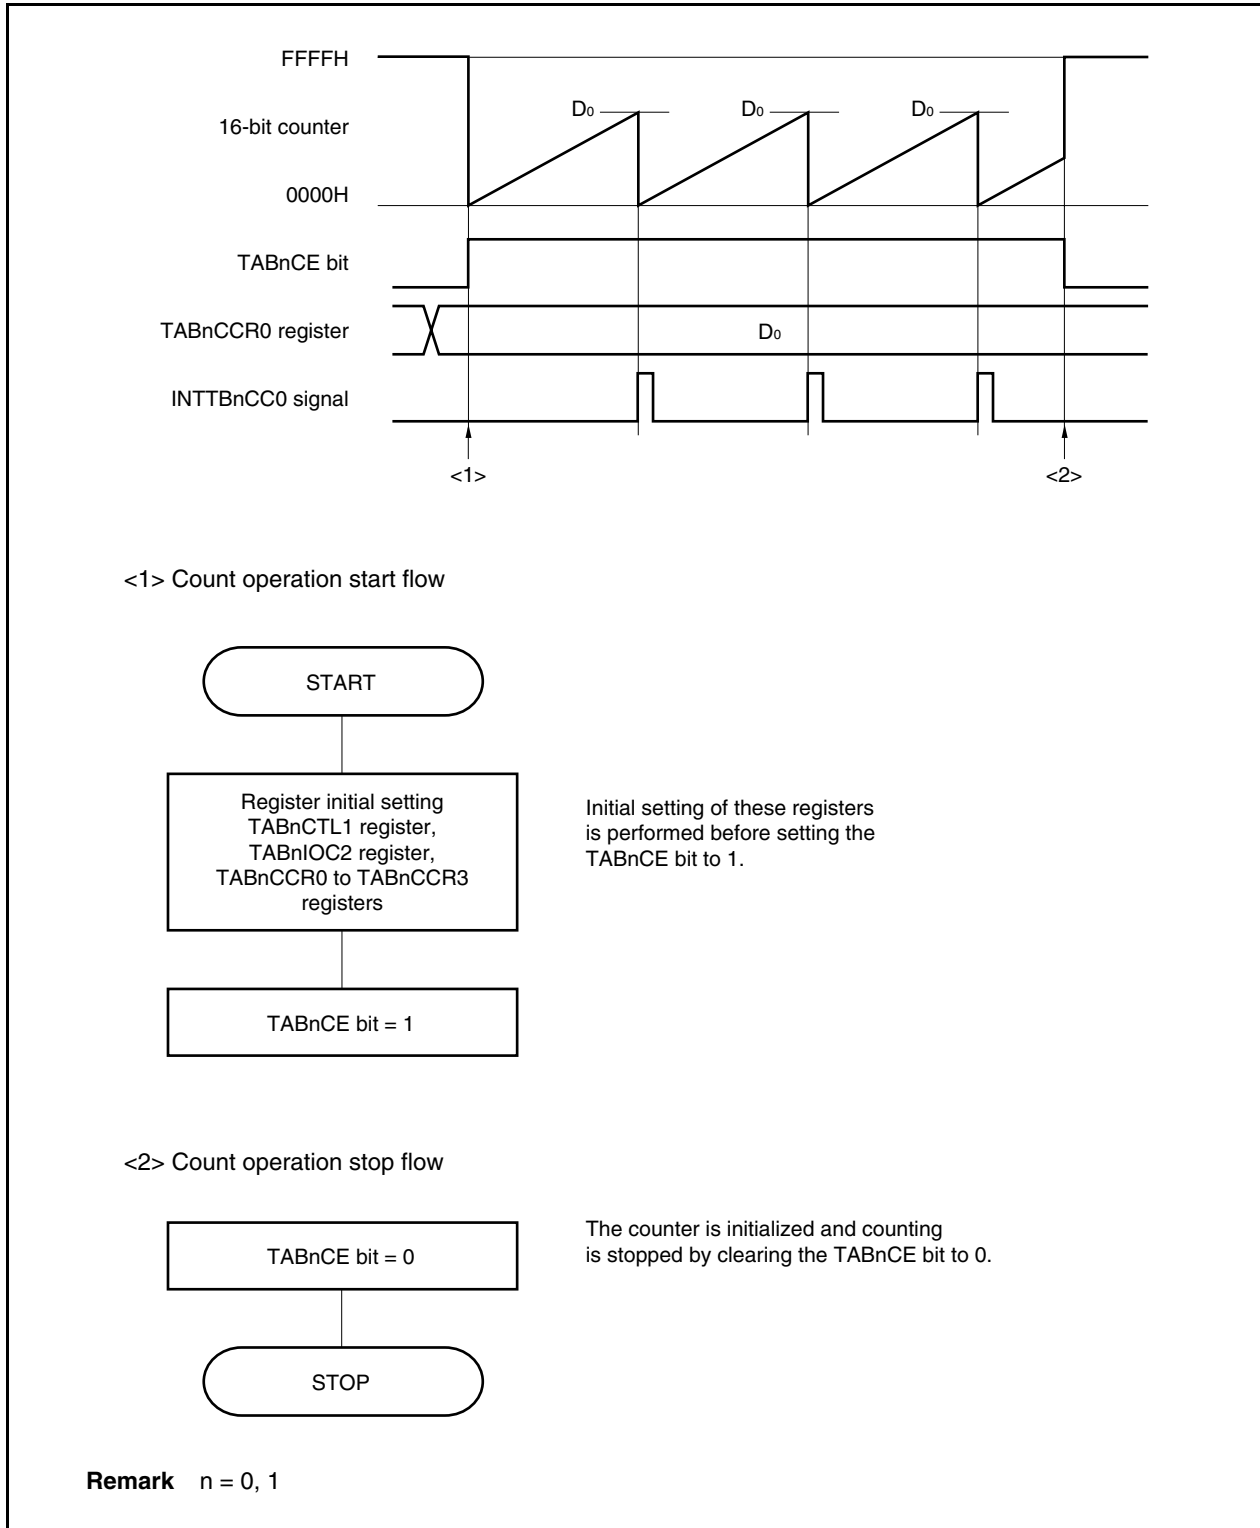 FFFFH
D0 D0 D0
16-bit counter
0000H
TABnCE bit
TABnCCR0 register
D0
INTTBnCC0 signal
<1> <2>
<1> Count operation start flow
START
Register initial setting
TABnCTL1 register,
TABnIOC2 register,
TABnCCR0 to TABnCCR3
registers
Initial setting of these registers
is performed before setting the
TABnCE bit to 1.
TABnCE bit = 1
<2> Count operation stop flow
TABnCE bit = 0
The counter is initialized and counting
is stopped by clearing the TABnCE bit to 0.
STOP
Remark n = 0, 1